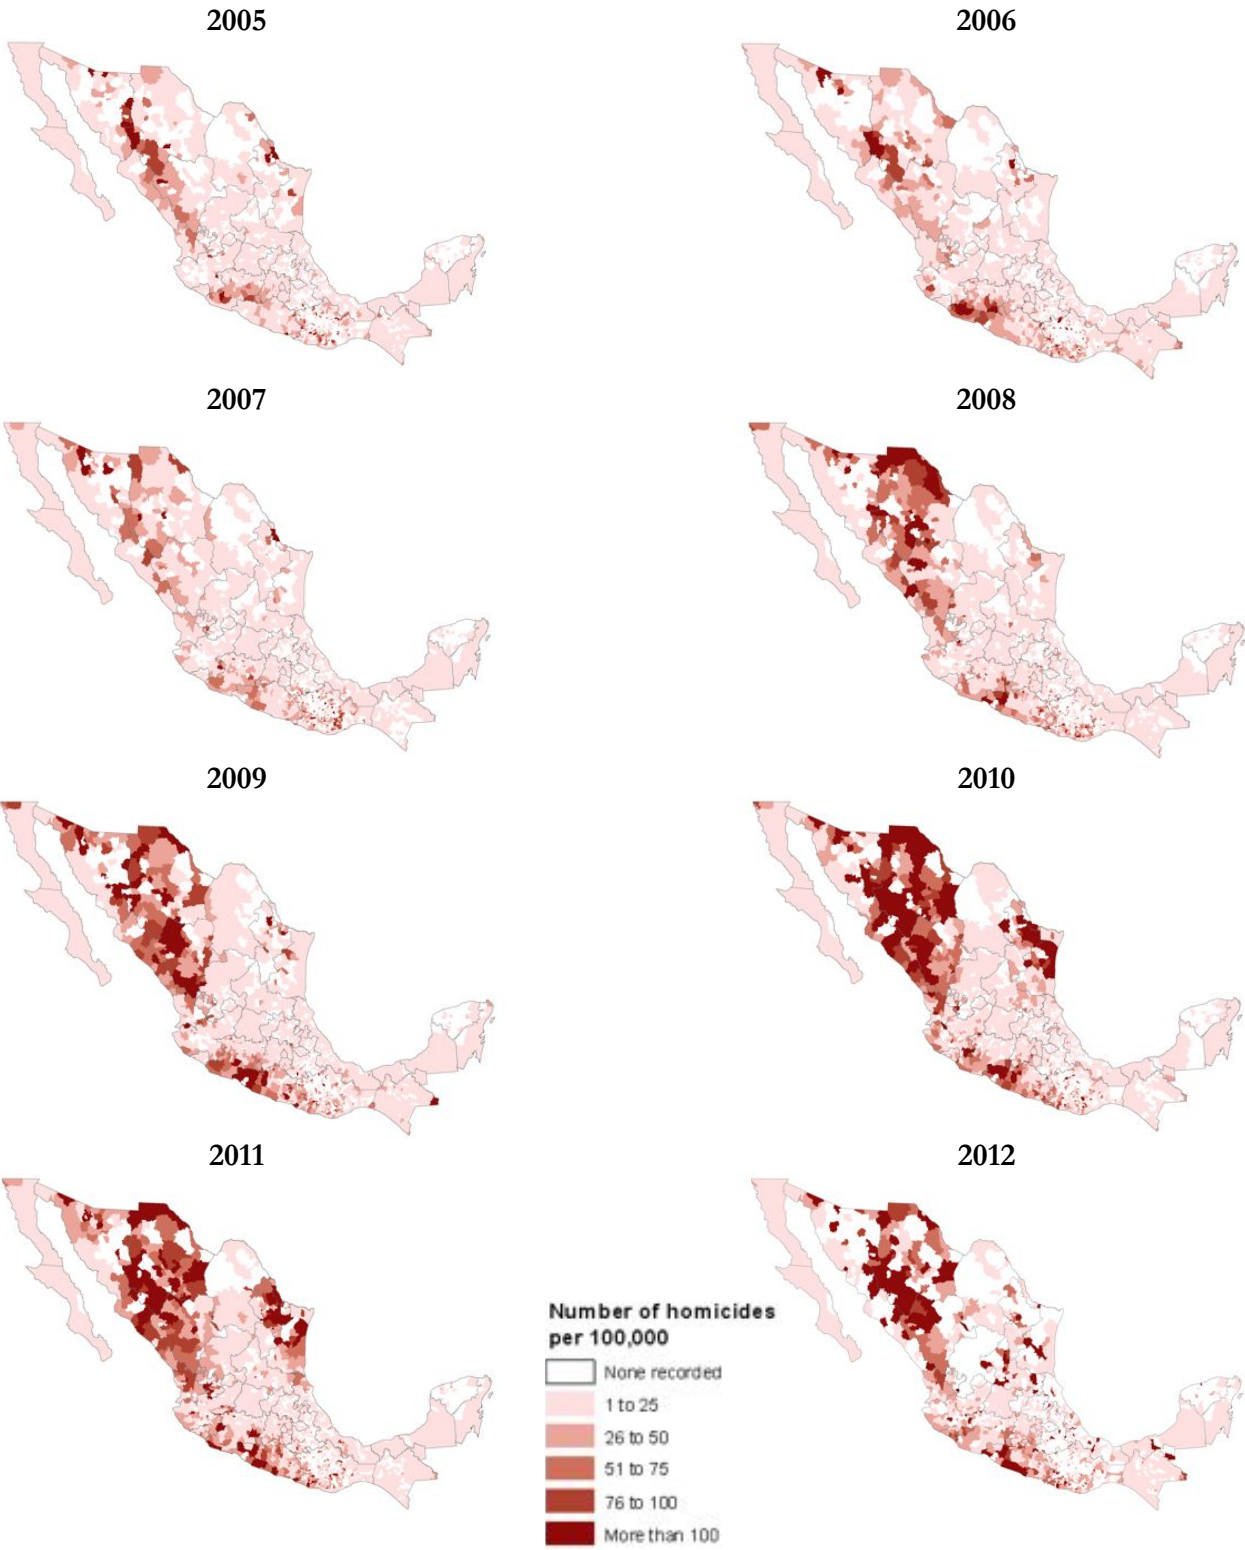 2005
2006
2007
2008
2009
2010
2011
2012
Number of homicides
per 100,000
None recorded
1 to 25
26 to 50
51 to 75
76 to 100
More than 100